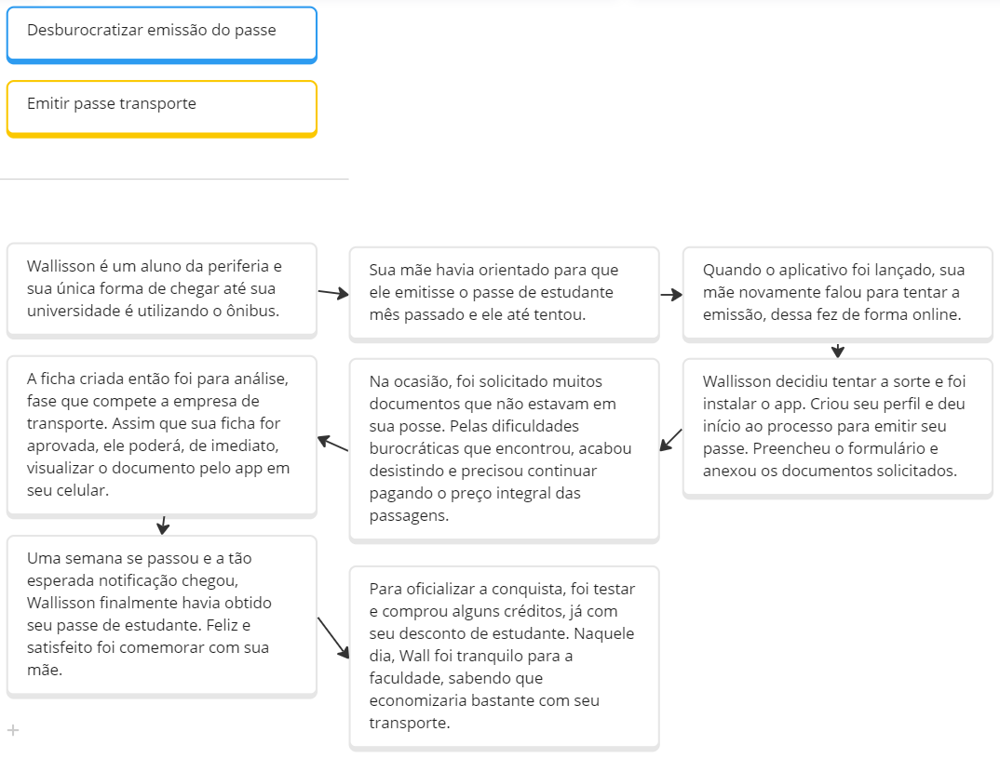 Desburocratizar emissão do passe
Emitir passe transporte
Wallisson é um aluno da periferia e
sua única forma de chegar até sua
universidade é utilizando o ônibus.
Sua mãe havia orientado para que
ele emitisse o passe de estudante
mês passado e ele até tentou.
Quando o aplicativo foi lançado, sua
mãe novamente falou para tentar a
emissão, dessa fez de forma online.
Wallisson decidiu tentar a sorte e foi
instalar o app. Criou seu perfil e deu
início ao processo para emitir seu
passe. Preencheu o formulário e
anexou os documentos solicitados.
Na ocasião, foi solicitado muitos
documentos que não estavam em
sua posse. Pelas dificuldades
burocráticas que encontrou, acabou
desistindo e precisou continuar
pagando o preço integral das
passagens.
A ficha criada então foi para análise,
fase que compete a empresa de
transporte. Assim que sua ficha for
aprovada, ele poderá, de imediato,
visualizar o documento pelo app em
seu celular.
Uma semana se passou e a tão
esperada notificação chegou,
Wallisson finalmente havia obtido
seu passe de estudante. Feliz e
satisfeito foi comemorar com sua
mãe.
Para oficializar a conquista, foi testar
e comprou alguns créditos, já com
seu desconto de estudante. Naquele
dia, Wall foi tranquilo para a
faculdade, sabendo que
economizaria bastante com seu
transporte.